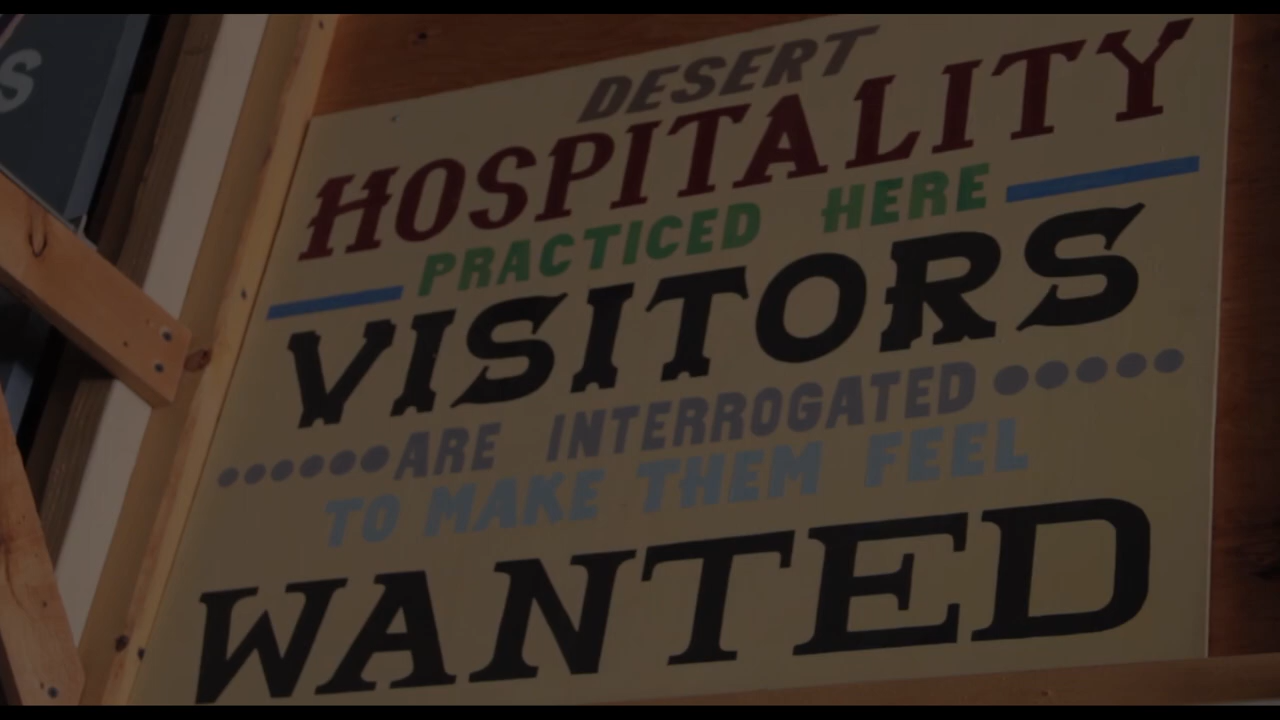 DESERT
HOSPITALITY
PRACTICED HERE
VISITORS
ARE INTERROGATED
TO MAKE THEM FEEL
WANTED